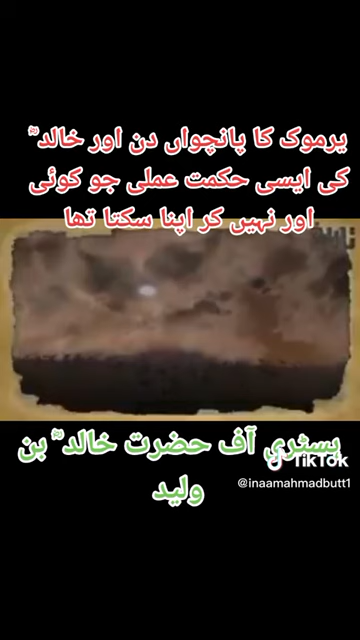 یرموک کا پانچواں دن اور خالد ؓ
کی ایسی حکمت عملی جو کوئی
اور نہیں کر اپنا سکتا تھا
ہسٹری آف حضرت خالد ؓ بن
ولید
TikTok
@inaamahmadbutt1